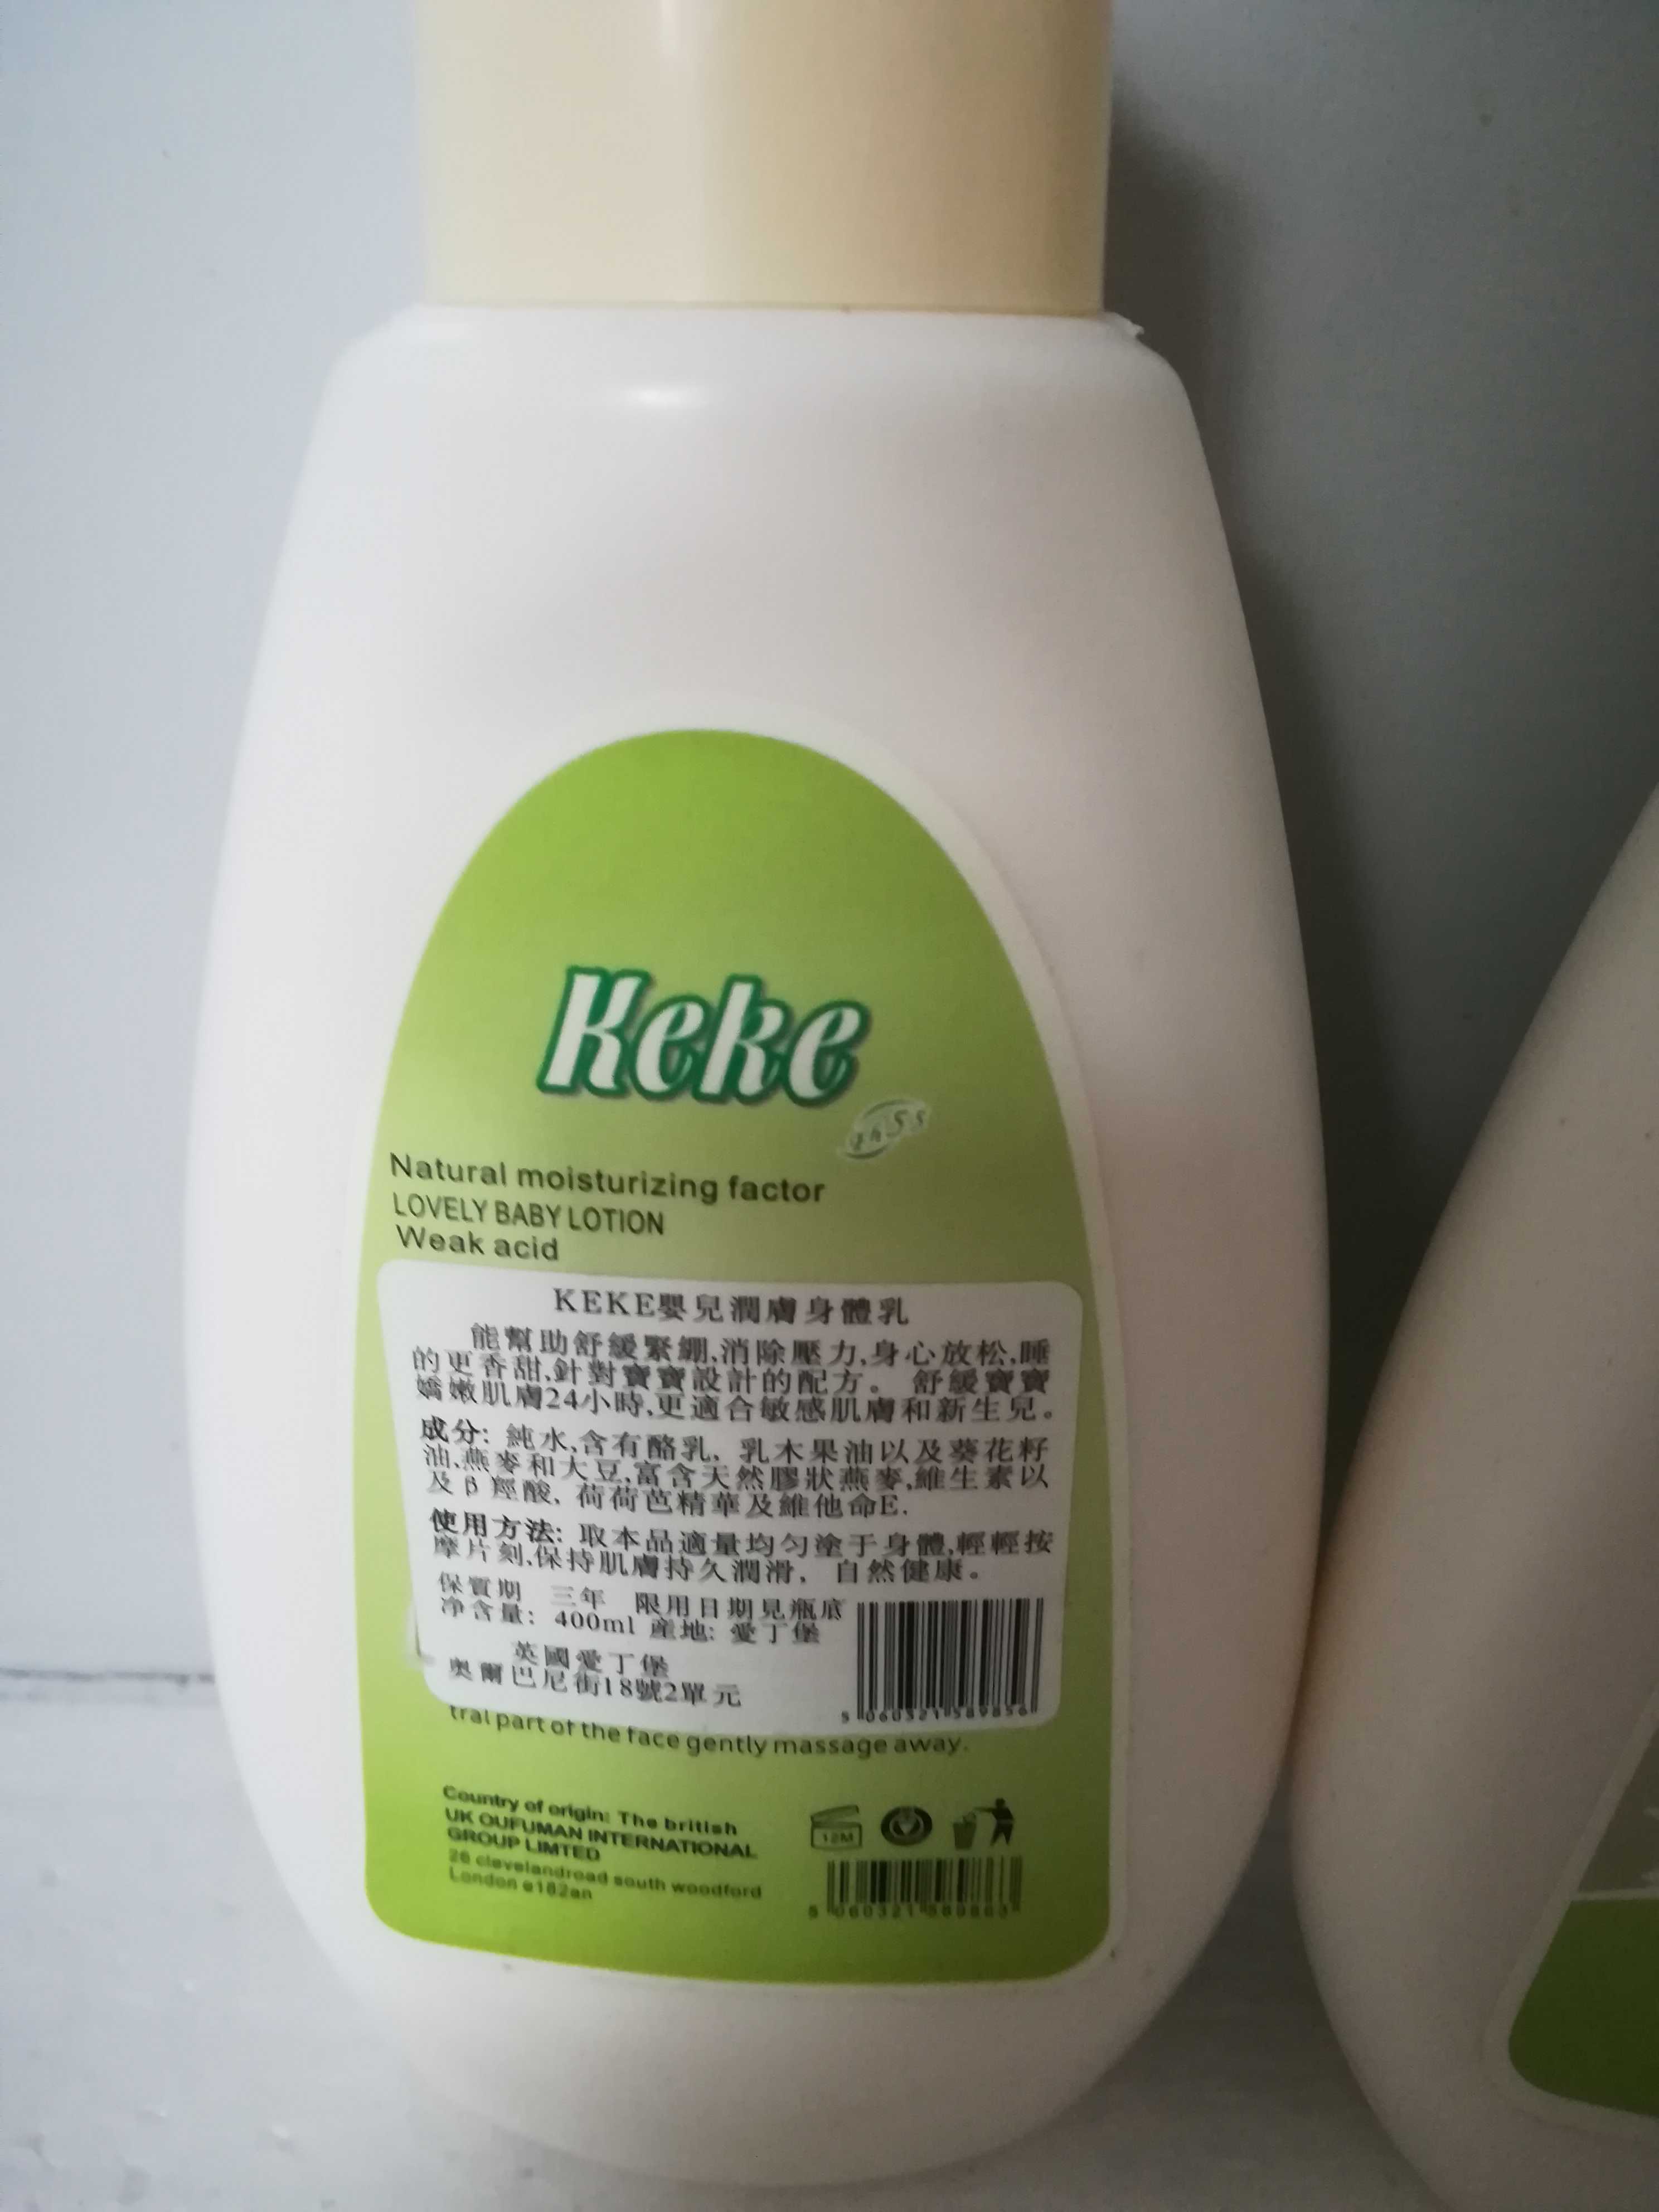 Keke
Natural moisturizing factor
LOVELY BABY LOTION
Weak acid
KEKE嬰兒潤膚身體乳
能幫助舒緩緊綳,消除壓力,身心放松,睡
的更香甜,針對寶寶設計的配方。 舒緩寶寶
嬌嫩肌膚24小時,更適合敏感肌膚和新生兒。
成分: 純水,含有酪乳, 乳木果油以及葵花籽
油,燕麥和大豆,富含天然膠狀燕麥,維生素以
及β羥酸, 荷荷芭精華及維他命E.
使用方法: 取本品適量均勻塗于身體,輕輕按
摩片刻,保持肌膚持久潤滑, 自然健康。
保質期 三年 限用日期見瓶底
净含量: 400ml 産地: 愛丁堡
英國愛丁堡
奥爾巴尼街18號2單元
5 060321 589856
tral part of the face gently massage away.
Country of origin: The british
UK OUFUMAN INTERNATIONAL
GROUP LIMTED
26 clevelandroad south woodford
London e182an
12M
5 060321 589863